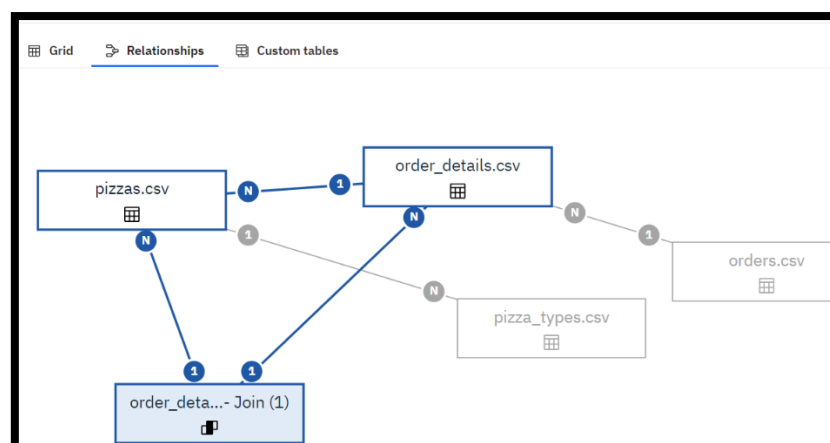 Grid Relationships Custom tables
order_details.csv
pizzas.csv
N 1
N
N
N 1
1
orders.csv
N
pizza_types.csv
1 1
order_deta...- Join (1)